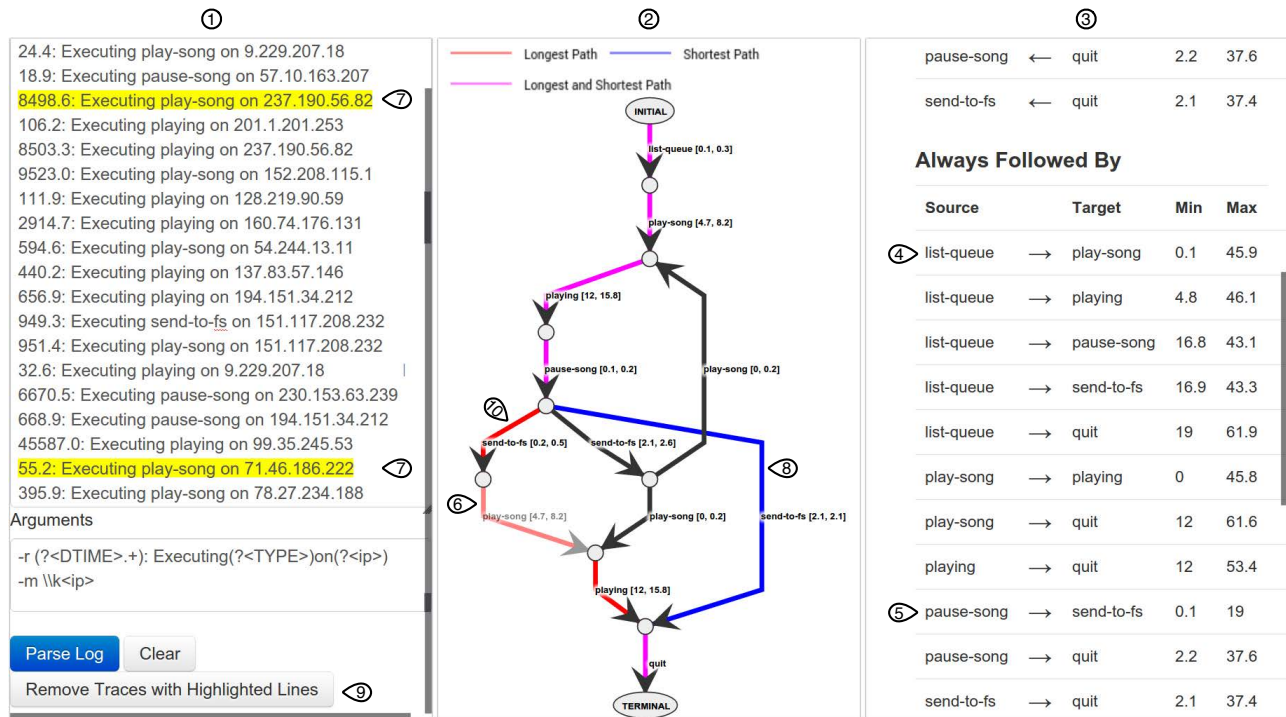 ①
②
③
24.4: Executing play-song on 9.229.207.18
18.9: Executing pause-song on 57.10.163.207
8498.6: Executing play-song on 237.190.56.82 ⑦
106.2: Executing playing on 201.1.201.253
8503.3: Executing playing on 237.190.56.82
9523.0: Executing play-song on 152.208.115.1
111.9: Executing playing on 128.219.90.59
2914.7: Executing playing on 160.74.176.131
594.6: Executing play-song on 54.244.13.11
440.2: Executing playing on 137.83.57.146
656.9: Executing playing on 194.151.34.212
949.3: Executing send-to-fs on 151.117.208.232
951.4: Executing play-song on 151.117.208.232
32.6: Executing playing on 9.229.207.18
6670.5: Executing pause-song on 230.153.63.239
668.9: Executing pause-song on 194.151.34.212
45587.0: Executing playing on 99.35.245.53
55.2: Executing play-song on 71.46.186.222 ⑦
395.9: Executing play-song on 78.27.234.188
Arguments
-r (?<DTIME>.+): Executing(?<TYPE>)on(?<ip>)
-m \\k<ip>
Parse Log
Clear
Remove Traces with Highlighted Lines ⑨
Longest Path
Shortest Path
Longest and Shortest Path
INITIAL
list-queue [0.1, 0.3]
play-song [4.7, 8.2]
playing [12, 15.8]
pause-song [0.1, 0.2]
play-song [0, 0.2]
⑩
send-to-fs [0.2, 0.5]
send-to-fs [2.1, 2.6]
⑧
⑥
play-song [4.7, 8.2]
play-song [0, 0.2]
send-to-fs [2.1, 2.1]
playing [12, 15.8]
quit
TERMINAL
pause-song ← quit 2.2 37.6
send-to-fs ← quit 2.1 37.4
Always Followed By
Source Target Min Max
④ list-queue → play-song 0.1 45.9
list-queue → playing 4.8 46.1
list-queue → pause-song 16.8 43.1
list-queue → send-to-fs 16.9 43.3
list-queue → quit 19 61.9
play-song → playing 0 45.8
play-song → quit 12 61.6
playing → quit 12 53.4
⑤ pause-song → send-to-fs 0.1 19
pause-song → quit 2.2 37.6
send-to-fs → quit 2.1 37.4